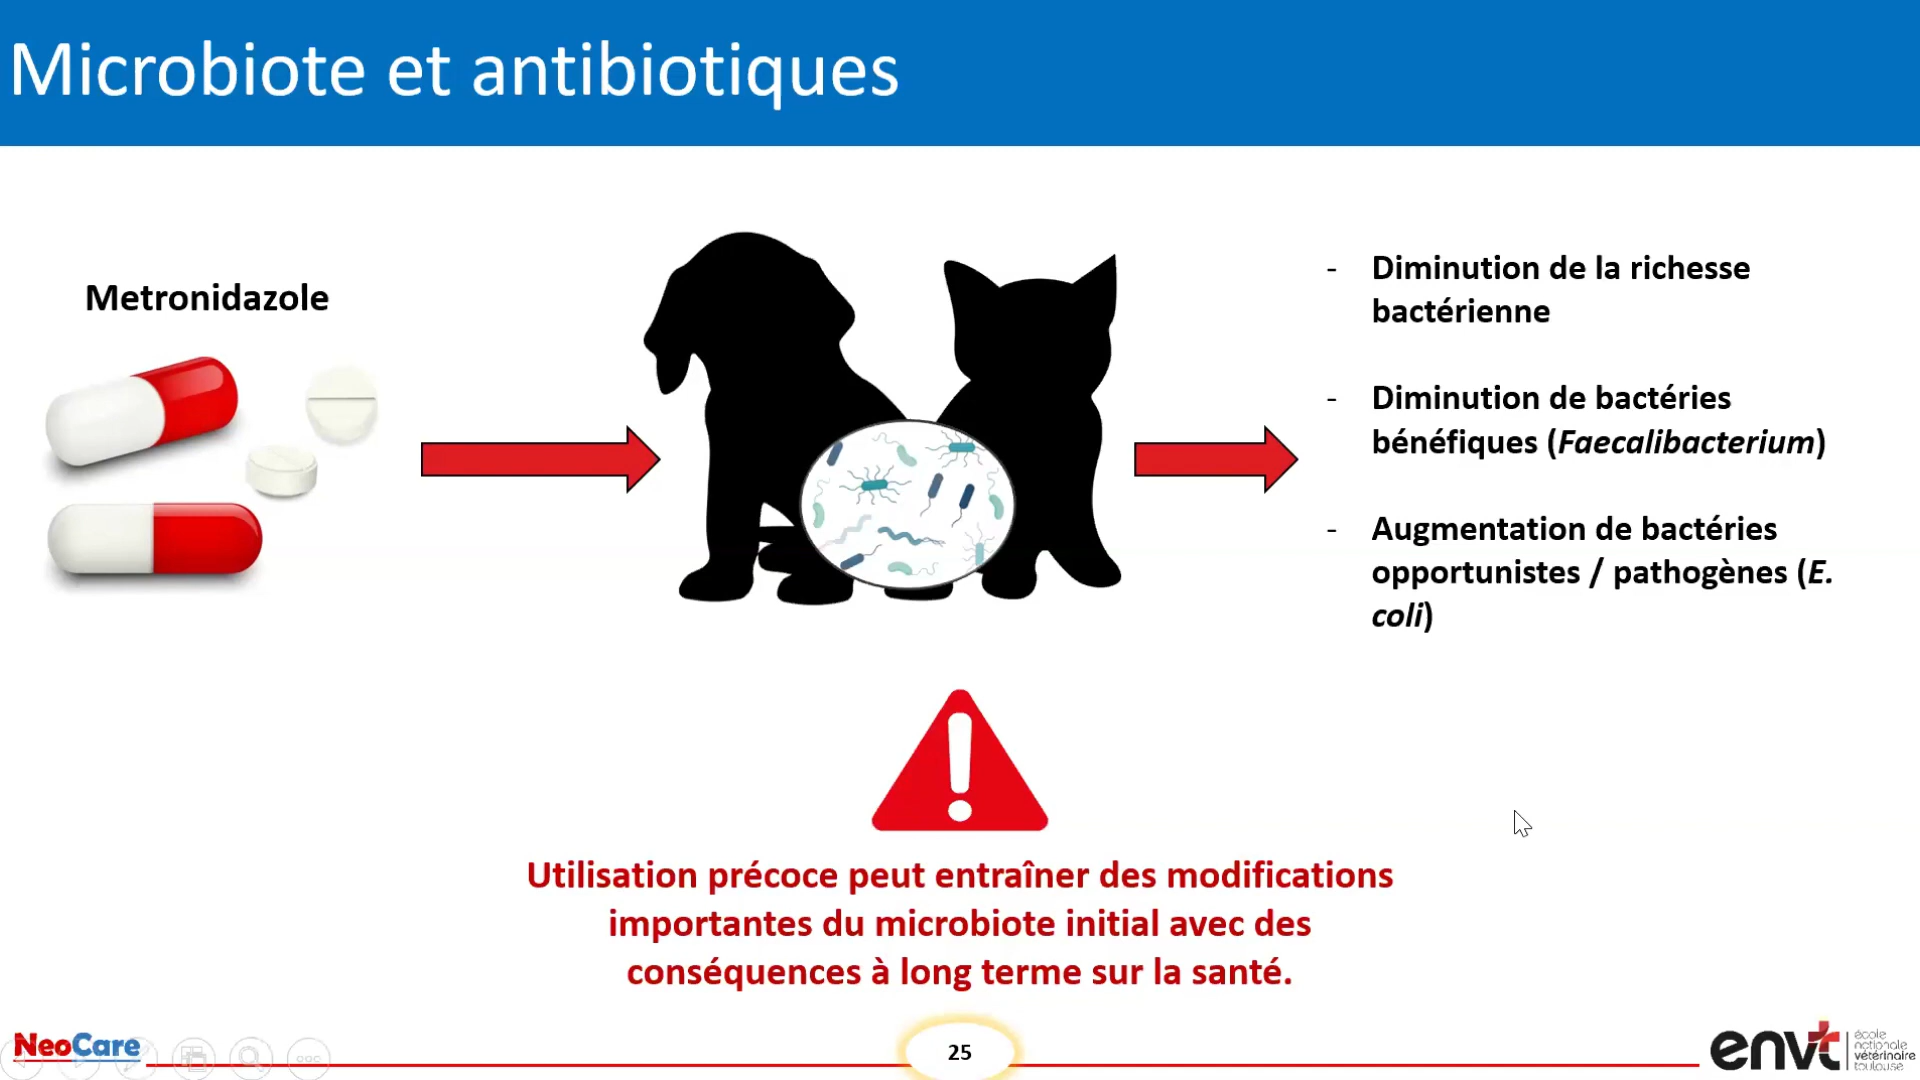 Microbiote et antibiotiques
Metronidazole
- Diminution de la richesse
bactérienne
- Diminution de bactéries
bénéfiques (Faecalibacterium)
- Augmentation de bactéries
opportunistes / pathogènes (E.
coli)
Utilisation précoce peut entraîner des modifications
importantes du microbiote initial avec des
conséquences à long terme sur la santé.
NeoCare
25
envt
école
nationale
vétérinaire
toulouse